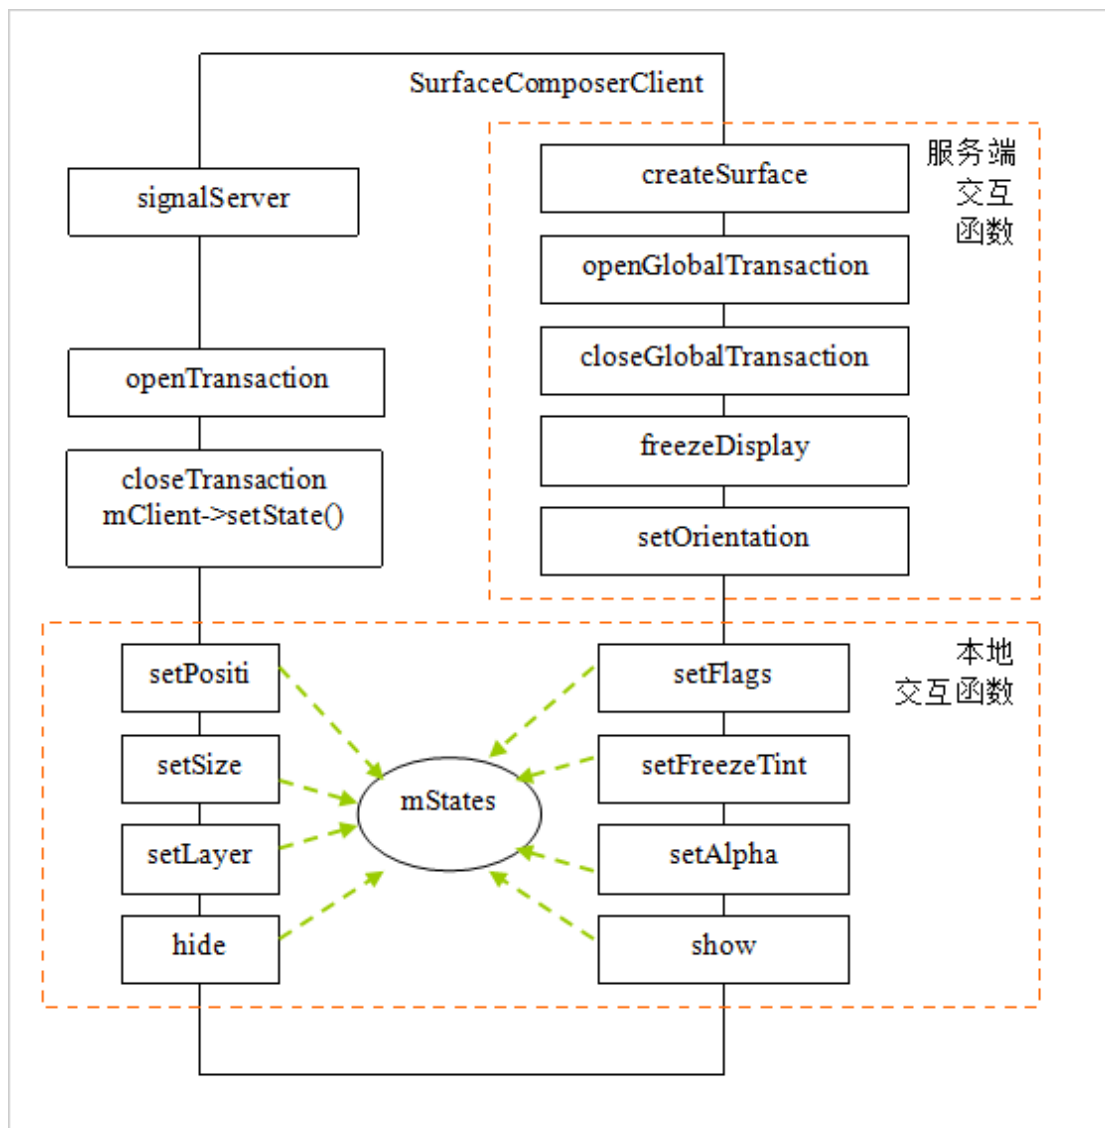 SurfaceComposerClient
signalServer
openTransaction
closeTransaction
mClient->setState()
服务端
交互
函数
createSurface
openGlobalTransaction
closeGlobalTransaction
freezeDisplay
setOrientation
本地
交互函数
setPositi
setSize
setLayer
hide
mStates
setFlags
setFreezeTint
setAlpha
show